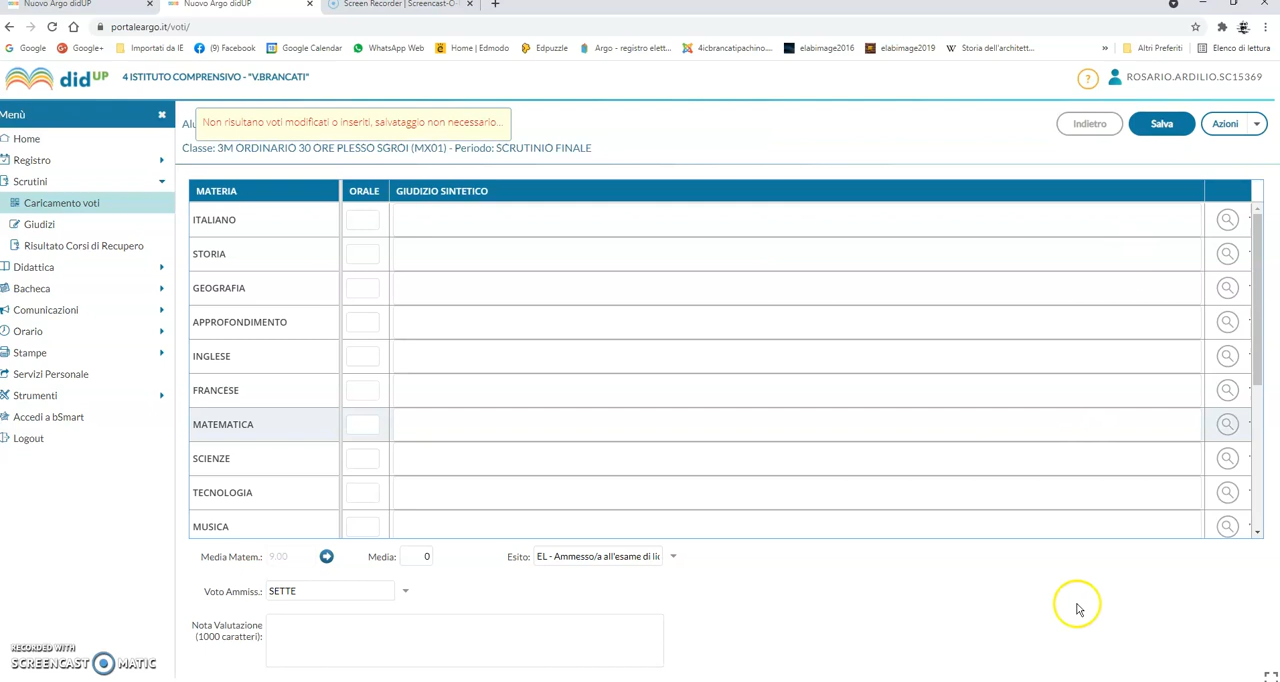 Nuovo Argo didUP
Nuovo Argo didUP
Screen Recorder | Screencast-O-
portaleargo.it/voti/
Google
Google+
Importati da IE
(9) Facebook
Google Calendar
WhatsApp Web
Home | Edmodo
Edpuzzle
Argo - registro elett...
4icbrancatipachino...
elabimage2016
elabimage2019
Storia dell'architett...
»
Altri Preferiti
Elenco di lettura
didUP
4 ISTITUTO COMPRENSIVO - "V.BRANCATI"
?
ROSARIO.ARDILIO.SC15369
Menù
Home
Registro
Scrutini
Caricamento voti
Giudizi
Risultato Corsi di Recupero
Didattica
Bacheca
Comunicazioni
Orario
Stampe
Servizi Personale
Strumenti
Accedi a bSmart
Logout
Non risultano voti modificati o inseriti, salvataggio non necessario...
Indietro
Salva
Azioni
Classe: 3M ORDINARIO 30 ORE PLESSO SGROI (MX01) - Periodo: SCRUTINIO FINALE
MATERIA ORALE GIUDIZIO SINTETICO
ITALIANO
STORIA
GEOGRAFIA
APPROFONDIMENTO
INGLESE
FRANCESE
MATEMATICA
SCIENZE
TECNOLOGIA
MUSICA
Media Matem.: 9.00 Media: 0 Esito: EL - Ammesso/a all'esame di lic
Voto Ammiss.: SETTE
Nota Valutazione
(1000 caratteri):
RECORDED WITH
SCREENCAST MATIC